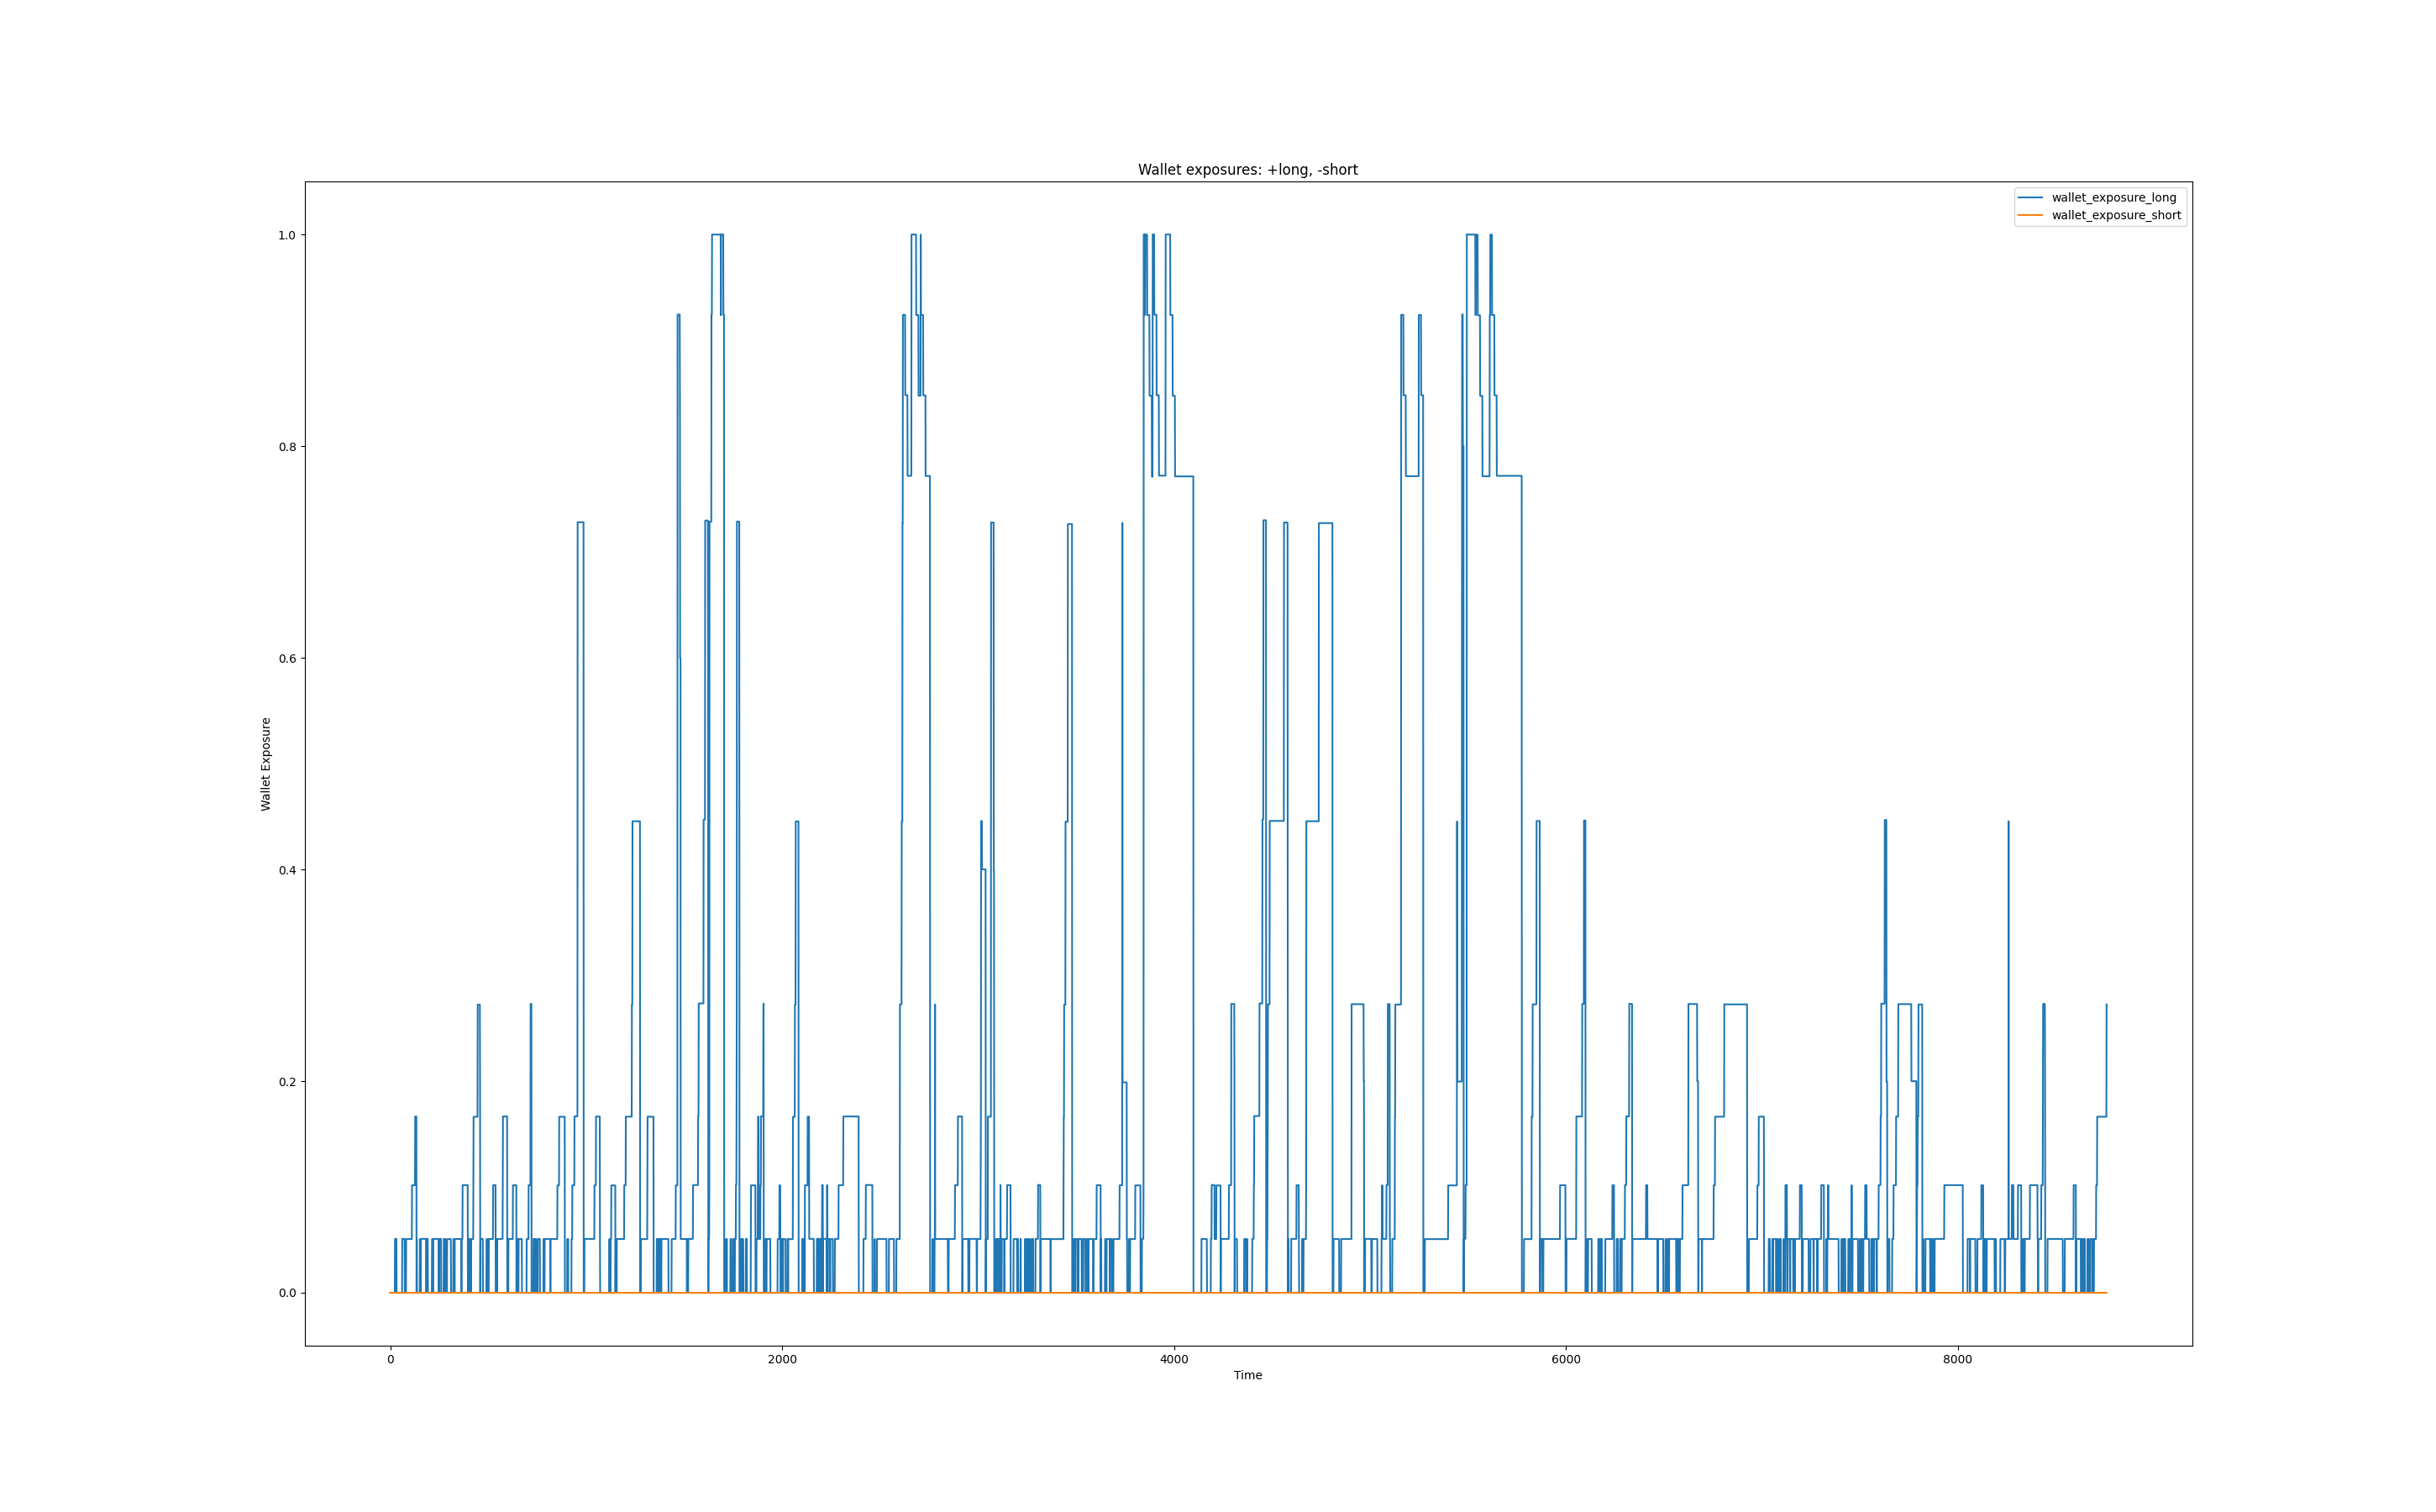 Wallet exposures: +long, -short
wallet_exposure_long
wallet_exposure_short
1.0
0.8
0.6
0.4
0.2
0.0
Wallet Exposure
0 2000 4000 6000 8000
Time